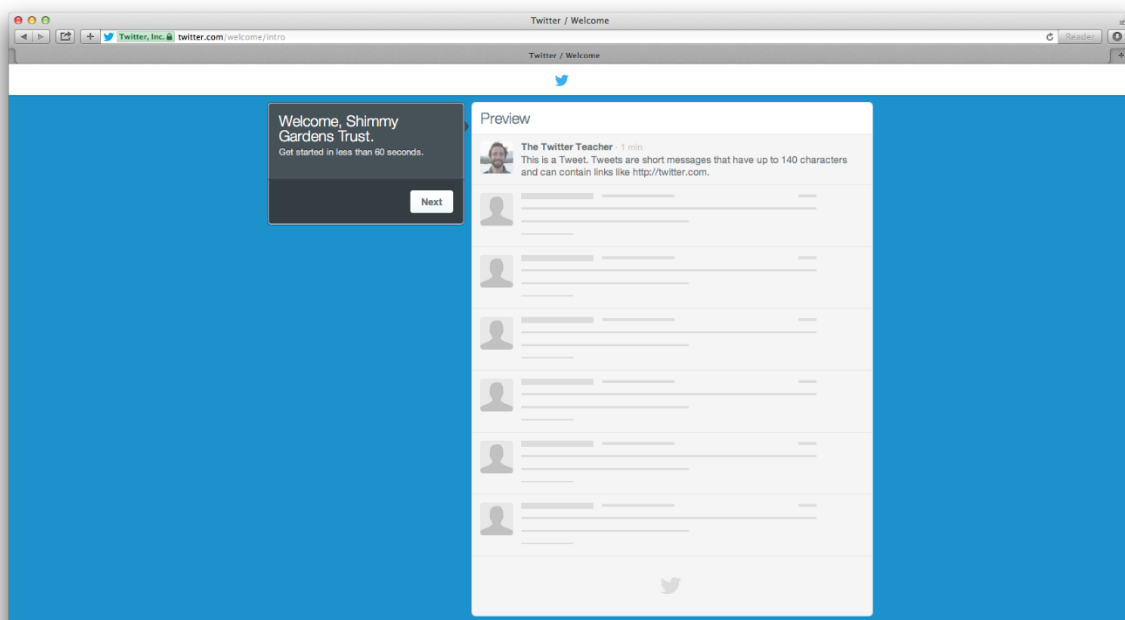 Twitter / Welcome
Twitter, Inc. twitter.com/welcome/intro
Reader
Twitter / Welcome
Welcome, Shimmy
Gardens Trust.
Get started in less than 60 seconds.
Next
Preview
The Twitter Teacher · 1 min
This is a Tweet. Tweets are short messages that have up to 140 characters
and can contain links like http://twitter.com.